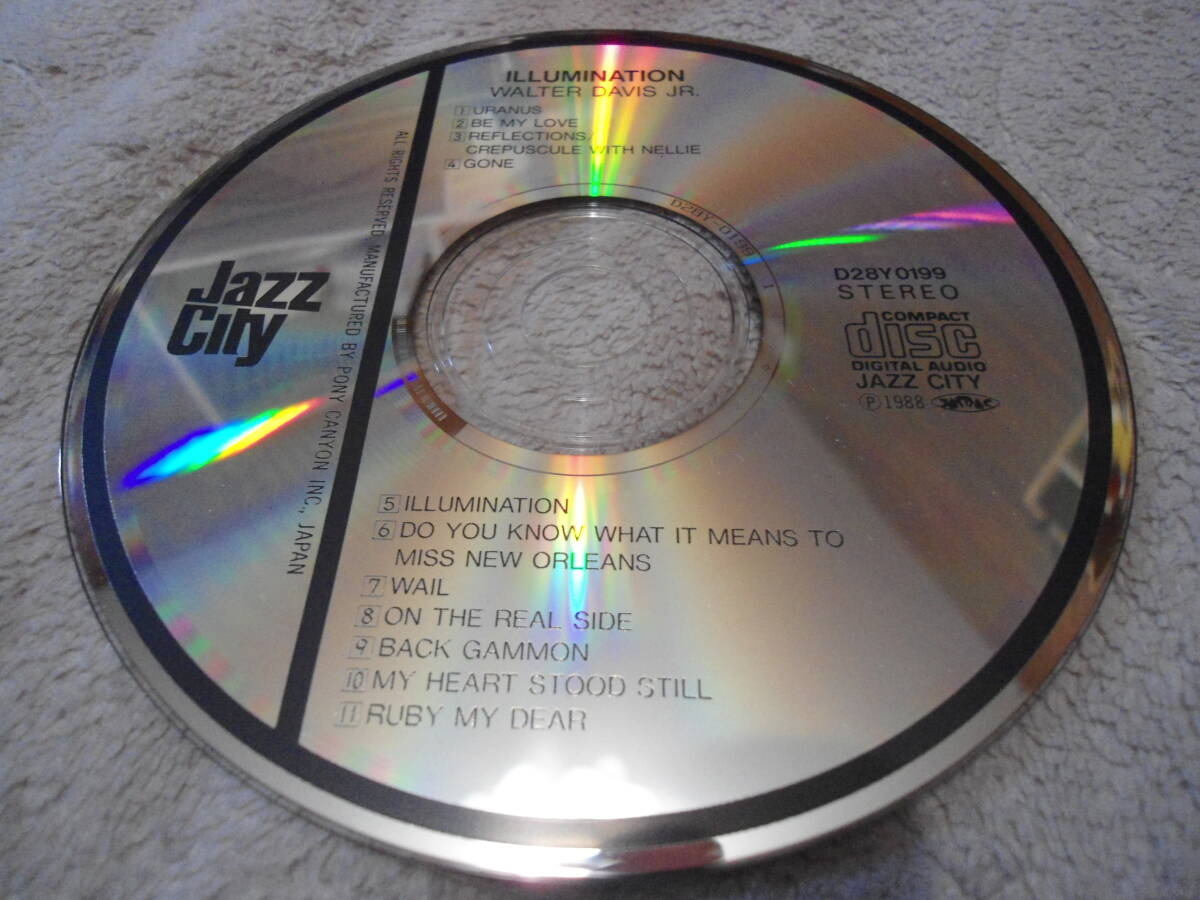 ILLUMINATION
WALTER DAVIS JR.
1 URANUS
2 BE MY LOVE
3 REFLECTIONS/
CREPUSCULE WITH NELLIE
4 GONE
D28Y-0199
Jazz
City
ALL RIGHTS RESERVED. MANUFACTURED BY PONY CANYON INC., JAPAN
D28Y0199
STEREO
COMPACT
disc
DIGITAL AUDIO
JAZZ CITY
Ⓟ1988
5 ILLUMINATION
6 DO YOU KNOW WHAT IT MEANS TO
MISS NEW ORLEANS
7 WAIL
8 ON THE REAL SIDE
9 BACK GAMMON
10 MY HEART STOOD STILL
11 RUBY MY DEAR